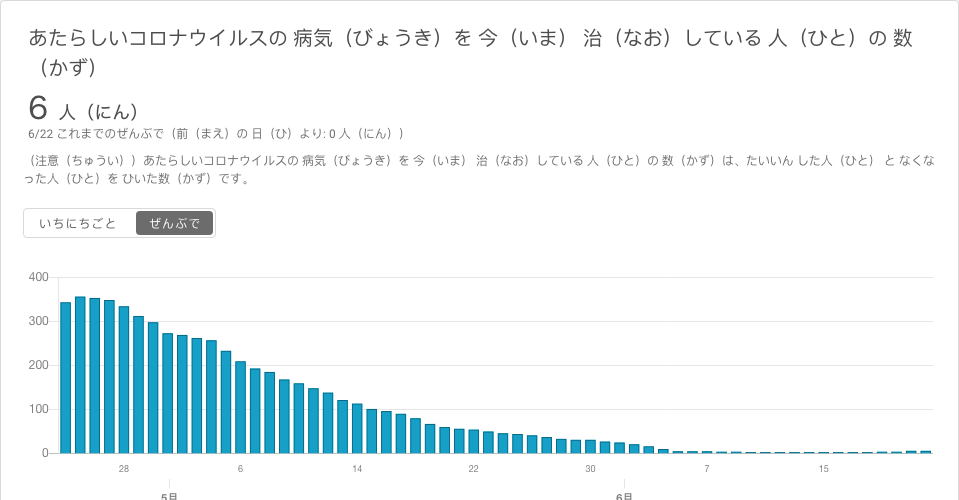 あたらしいコロナウイルスの 病気（びょうき）を 今（いま） 治（なお）している 人（ひと）の 数
（かず）
6 人（にん）
6/22 これまでのぜんぶで（前（まえ）の 日（ひ）より: 0 人（にん））
（注意（ちゅうい））あたらしいコロナウイルスの 病気（びょうき）を 今（いま） 治（なお）している 人（ひと）の 数（かず）は、たいいん した人（ひと） と なくな
った人（ひと）を ひいた数（かず）です。
いちにちごと ぜんぶで
400
300
200
100
0
28 6 14 22 30 7 15
5月 6月